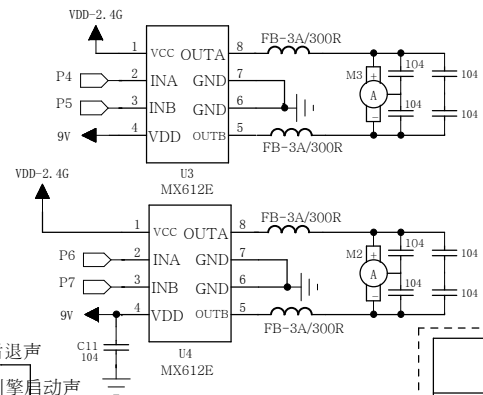 VDD-2.4G
1 VCC OUTA 8 FB-3A/300R
P4 2 INA GND 7 M3 + A - 104 104
P5 3 INB GND 6 104 104
9V 4 VDD OUTB 5 FB-3A/300R
U3
MX612E
VDD-2.4G
1 VCC OUTA 8 FB-3A/300R
P6 2 INA GND 7 M2 + A - 104 104
P7 3 INB GND 6 104 104
9V 4 VDD OUTB 5 FB-3A/300R
C11
104
U4
MX612E
退声
擎启动声